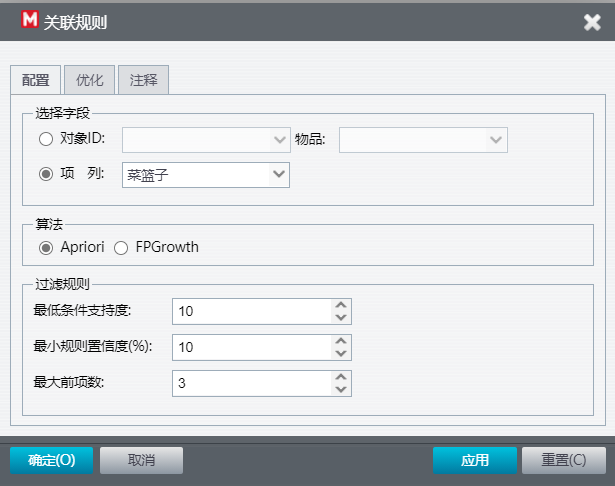 M 关联规则
配置 优化 注释
选择字段
对象ID: 物品:
项 列: 菜篮子
算法
Apriori FPGrowth
过滤规则
最低条件支持度: 10
最小规则置信度(%): 10
最大前项数: 3
确定(O) 取消 应用 重置(C)